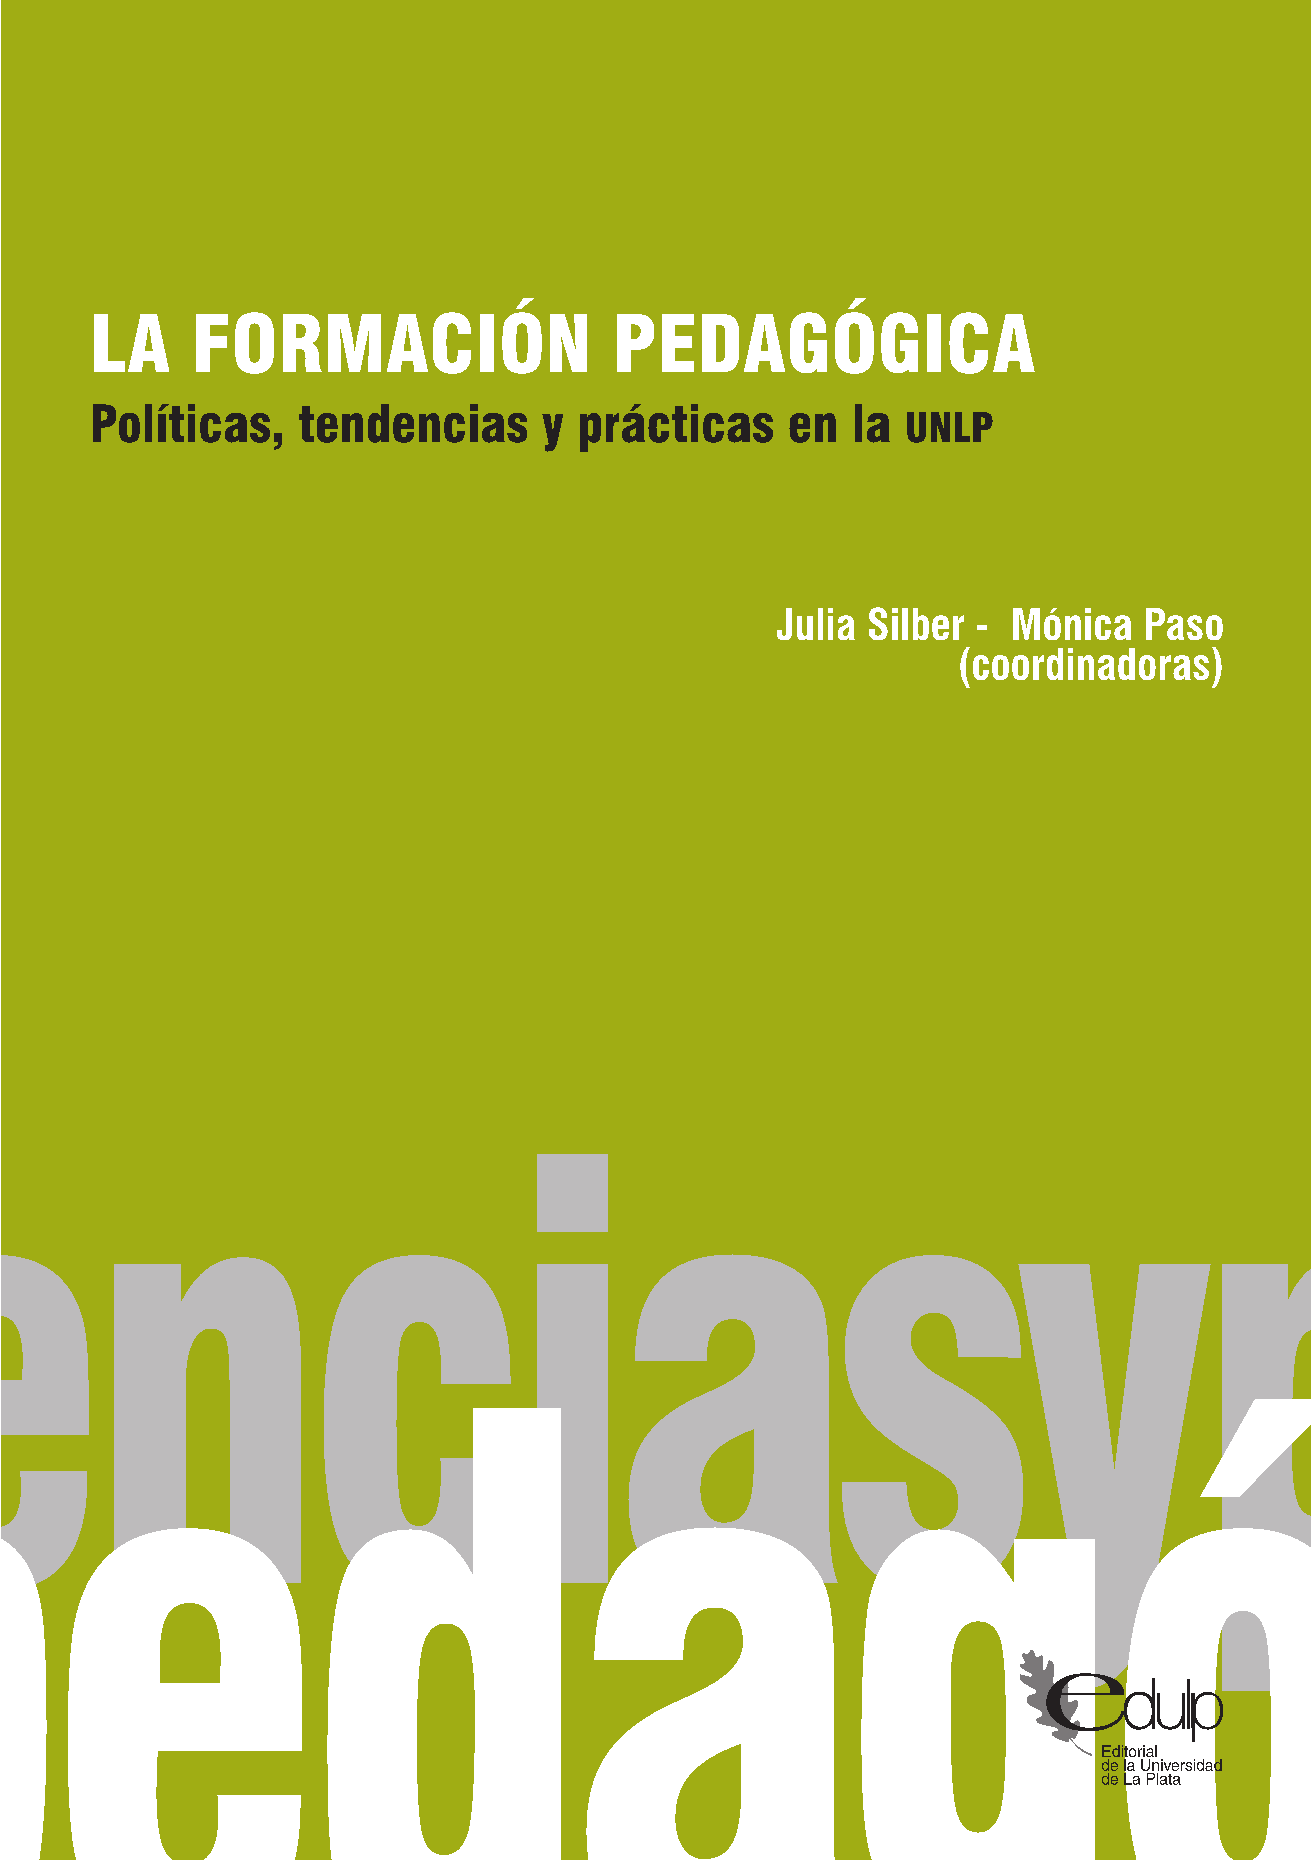 LA FORMACIÓN PEDAGÓGICA
Políticas, tendencias y prácticas en la UNLP
Julia Silber - Mónica Paso
(coordinadoras)
enciasyp
pedagó
edulp
Editorial
de la Universidad
de La Plata